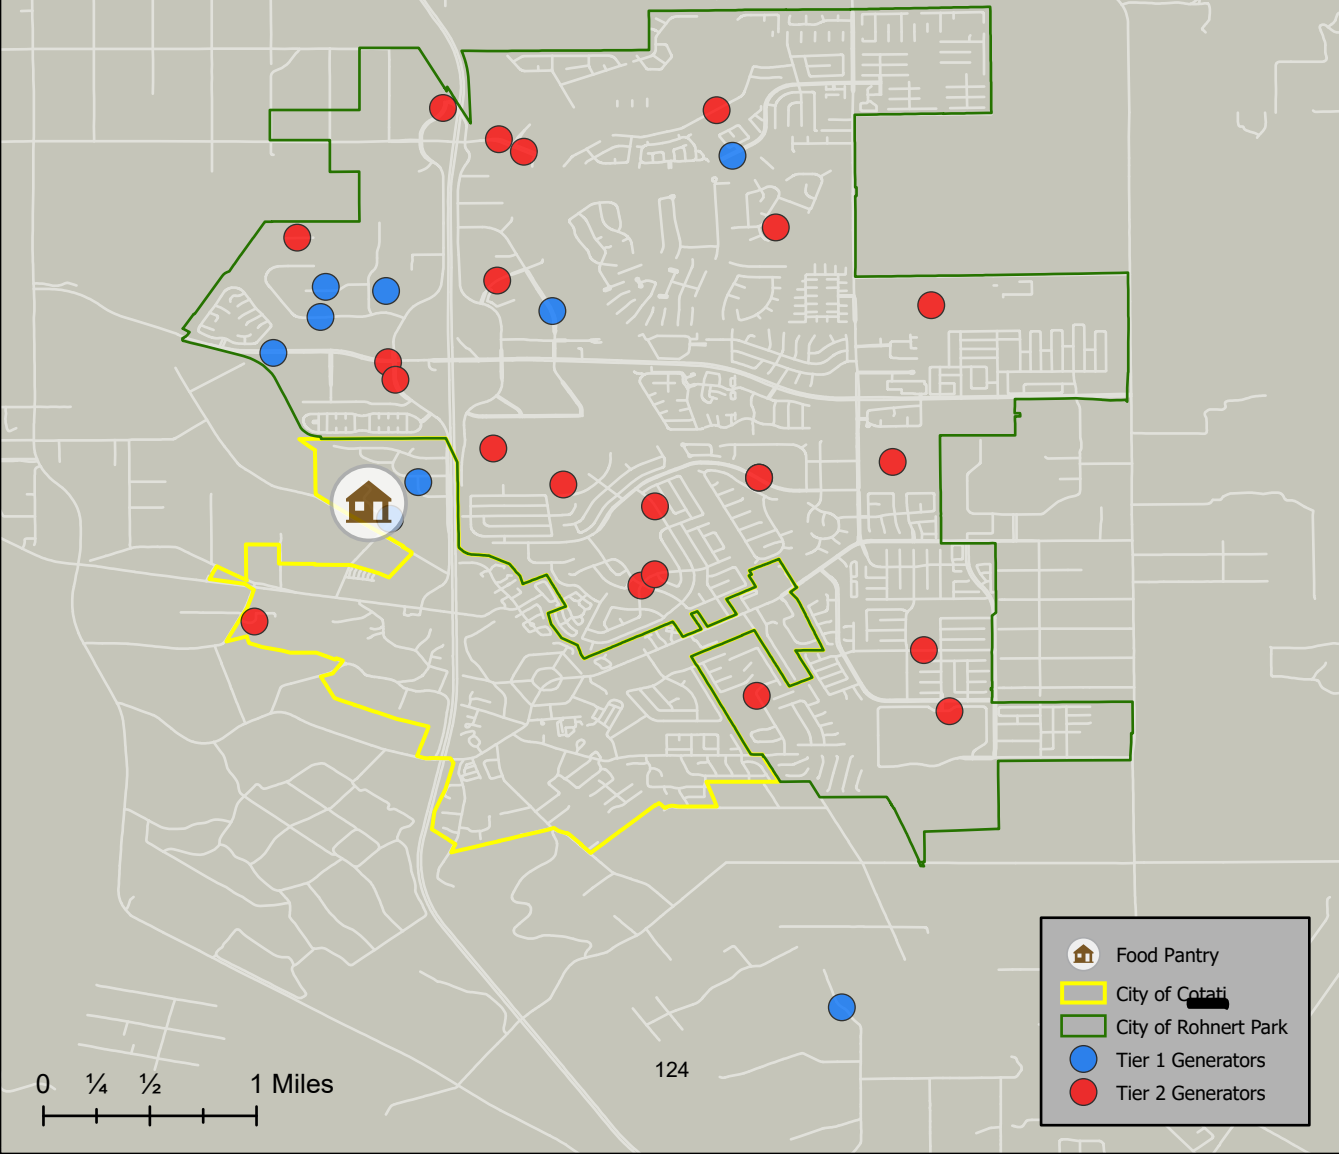 124
0 ¼ ½ 1 Miles
Food Pantry
City of Cotati
City of Rohnert Park
Tier 1 Generators
Tier 2 Generators